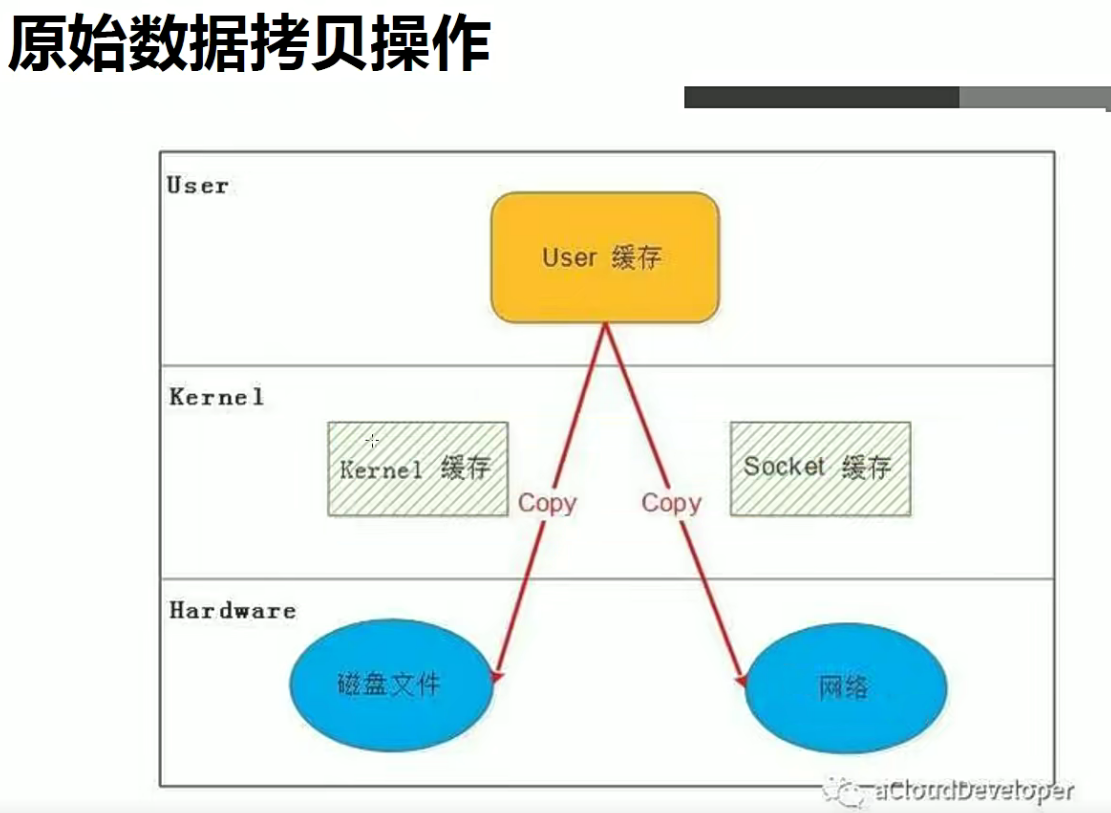 原始数据拷贝操作
User
User 缓存
Kernel
Kernel 缓存
Socket 缓存
Copy
Copy
Hardware
磁盘文件
网络
aCloudDeveloper